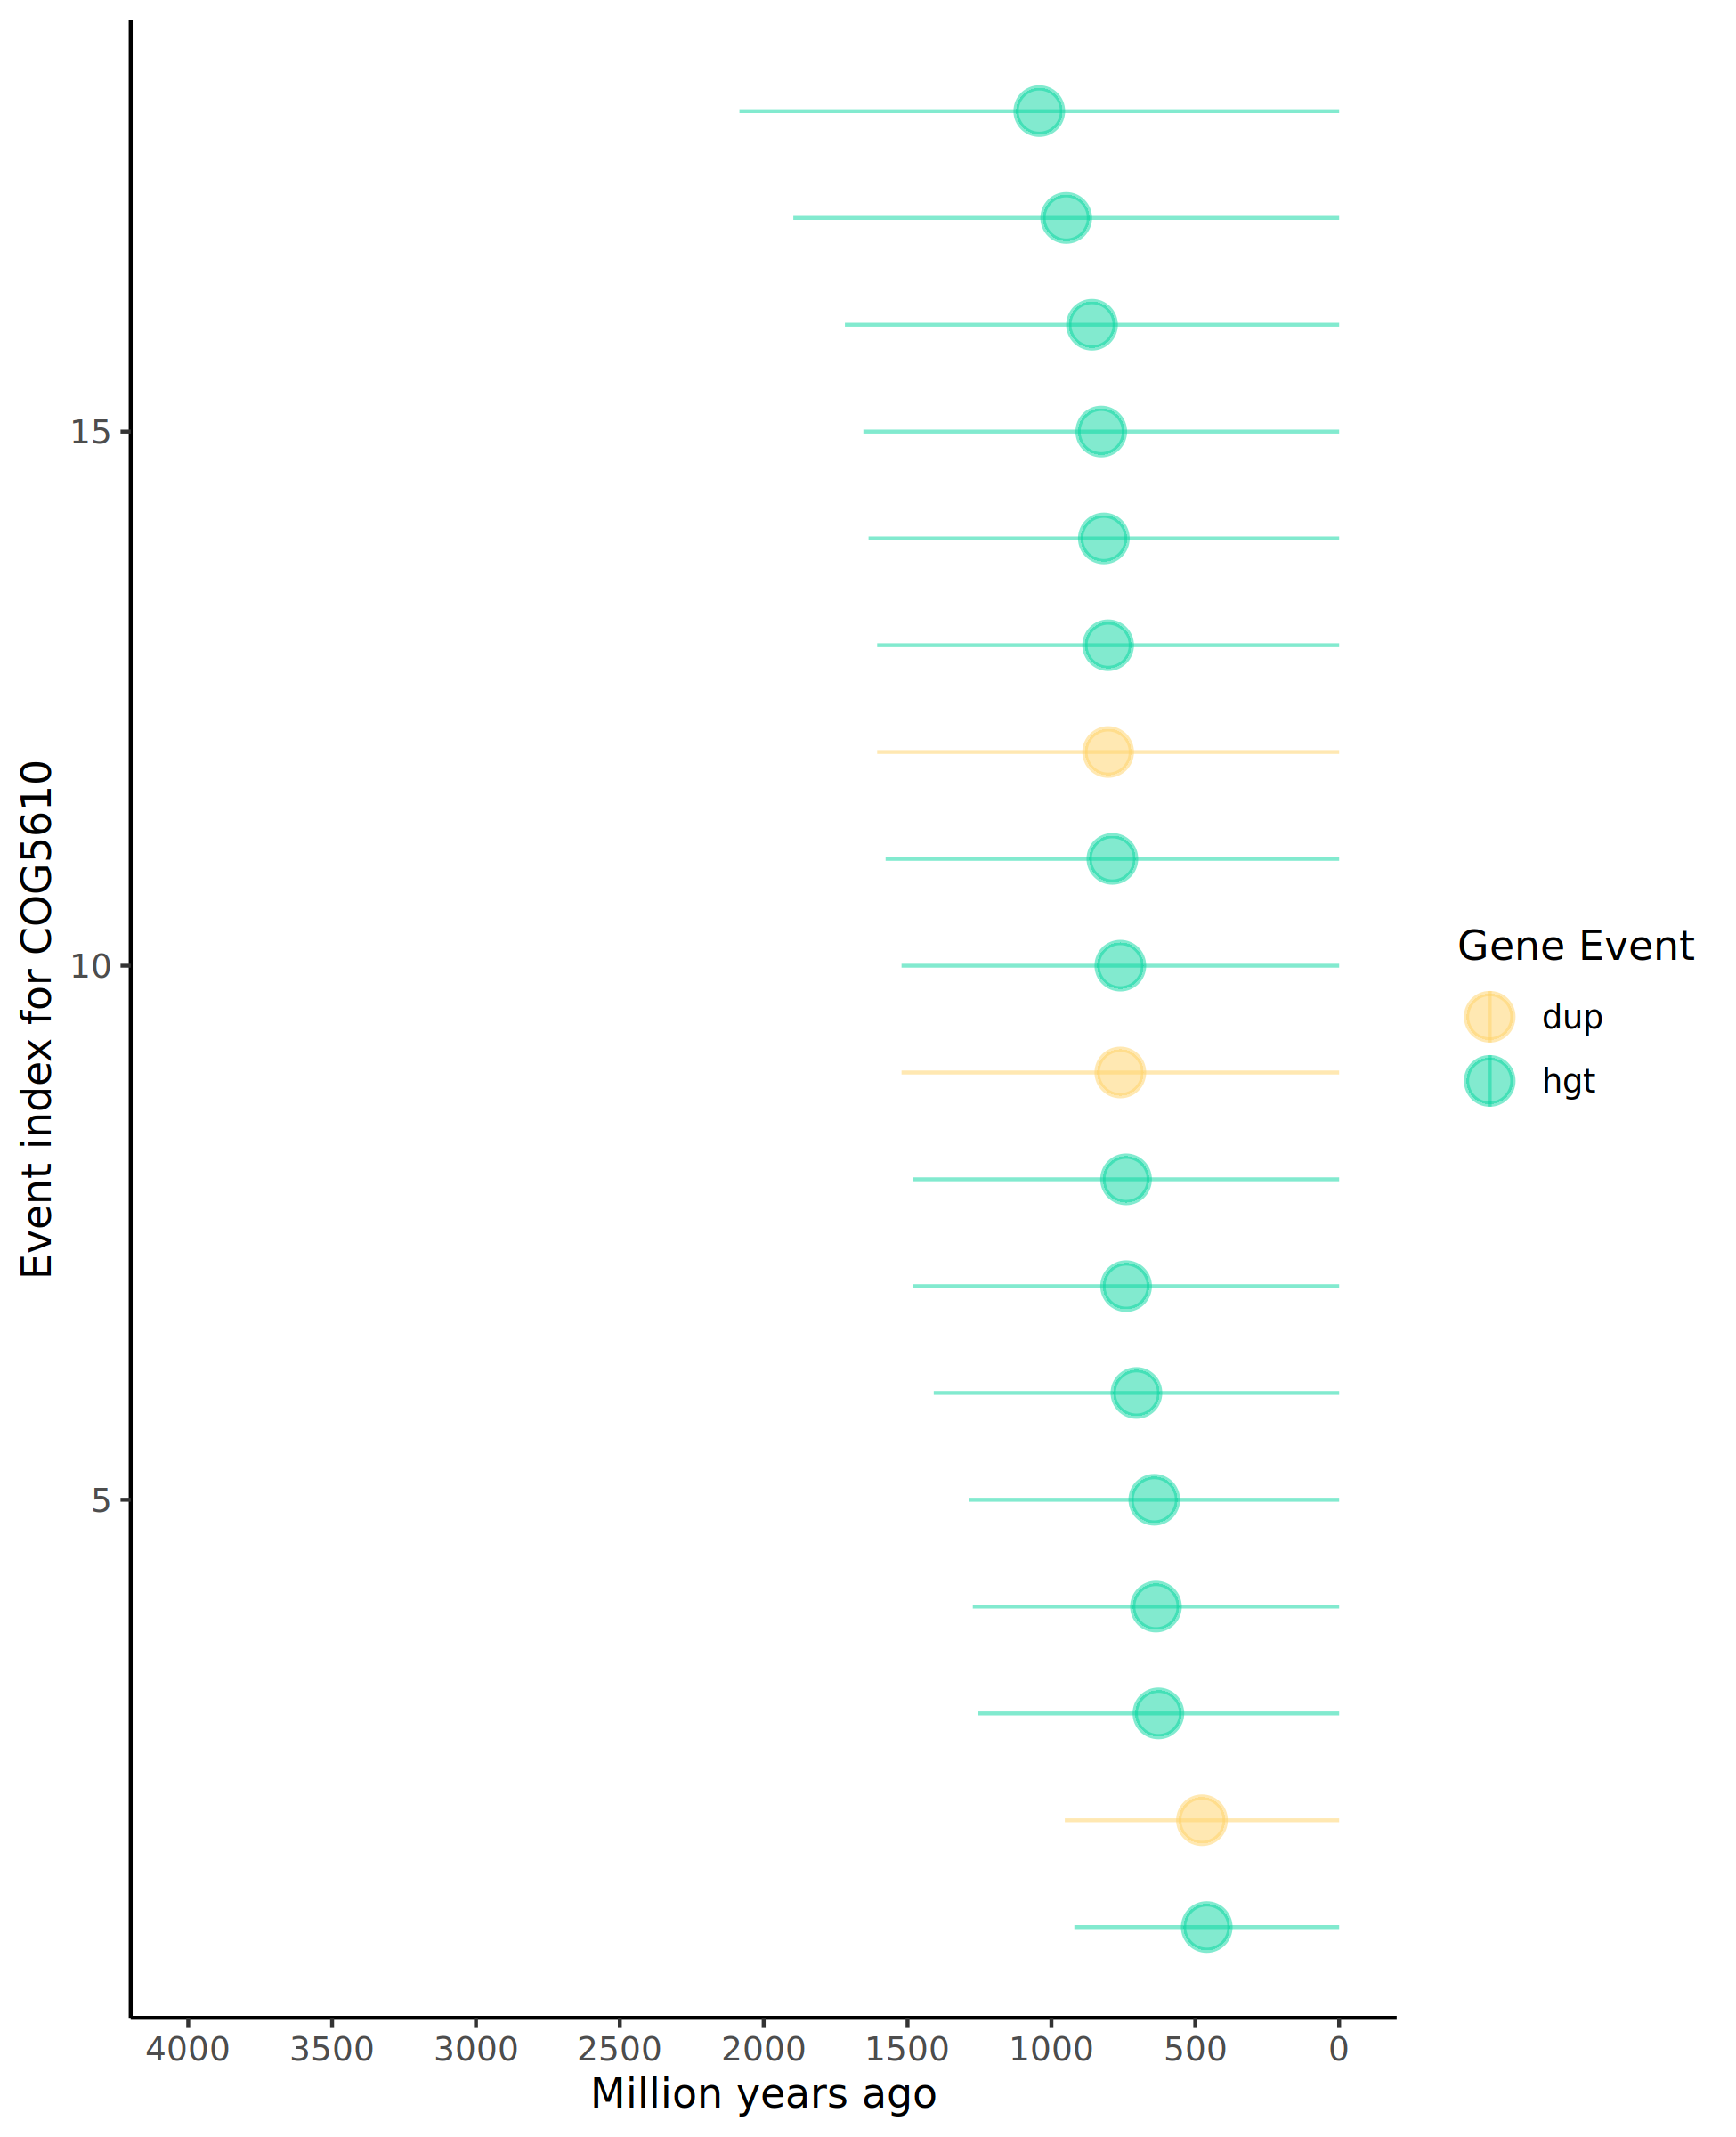 Event index for COG5610
15
10
5
4000 3500 3000 2500 2000 1500 1000 500 0
Million years ago
Gene Event
dup
hgt